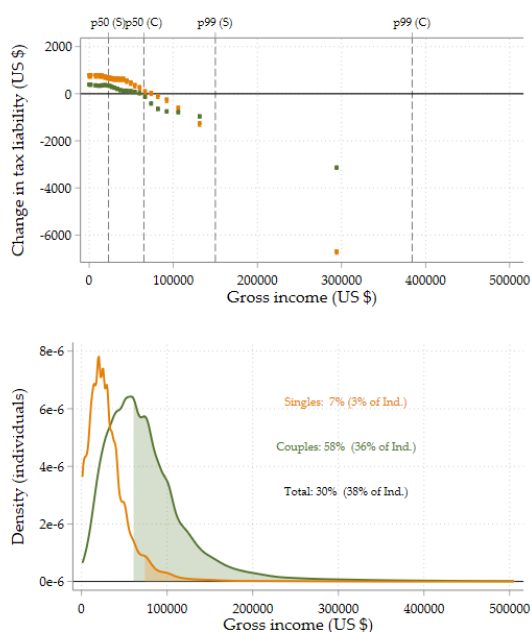 p50 (S)p50 (C) p99 (S) p99 (C)
Change in tax liability (US $)
2000
0
-2000
-4000
-6000
0 100000 200000 300000 400000 500000
Gross income (US $)
Density (individuals)
8e-6
6e-6
4e-6
2e-6
0e-6
Singles: 7% (3% of Ind.)
Couples: 58% (36% of Ind.)
Total: 30% (38% of Ind.)
0 100000 200000 300000 400000 500000
Gross income (US $)